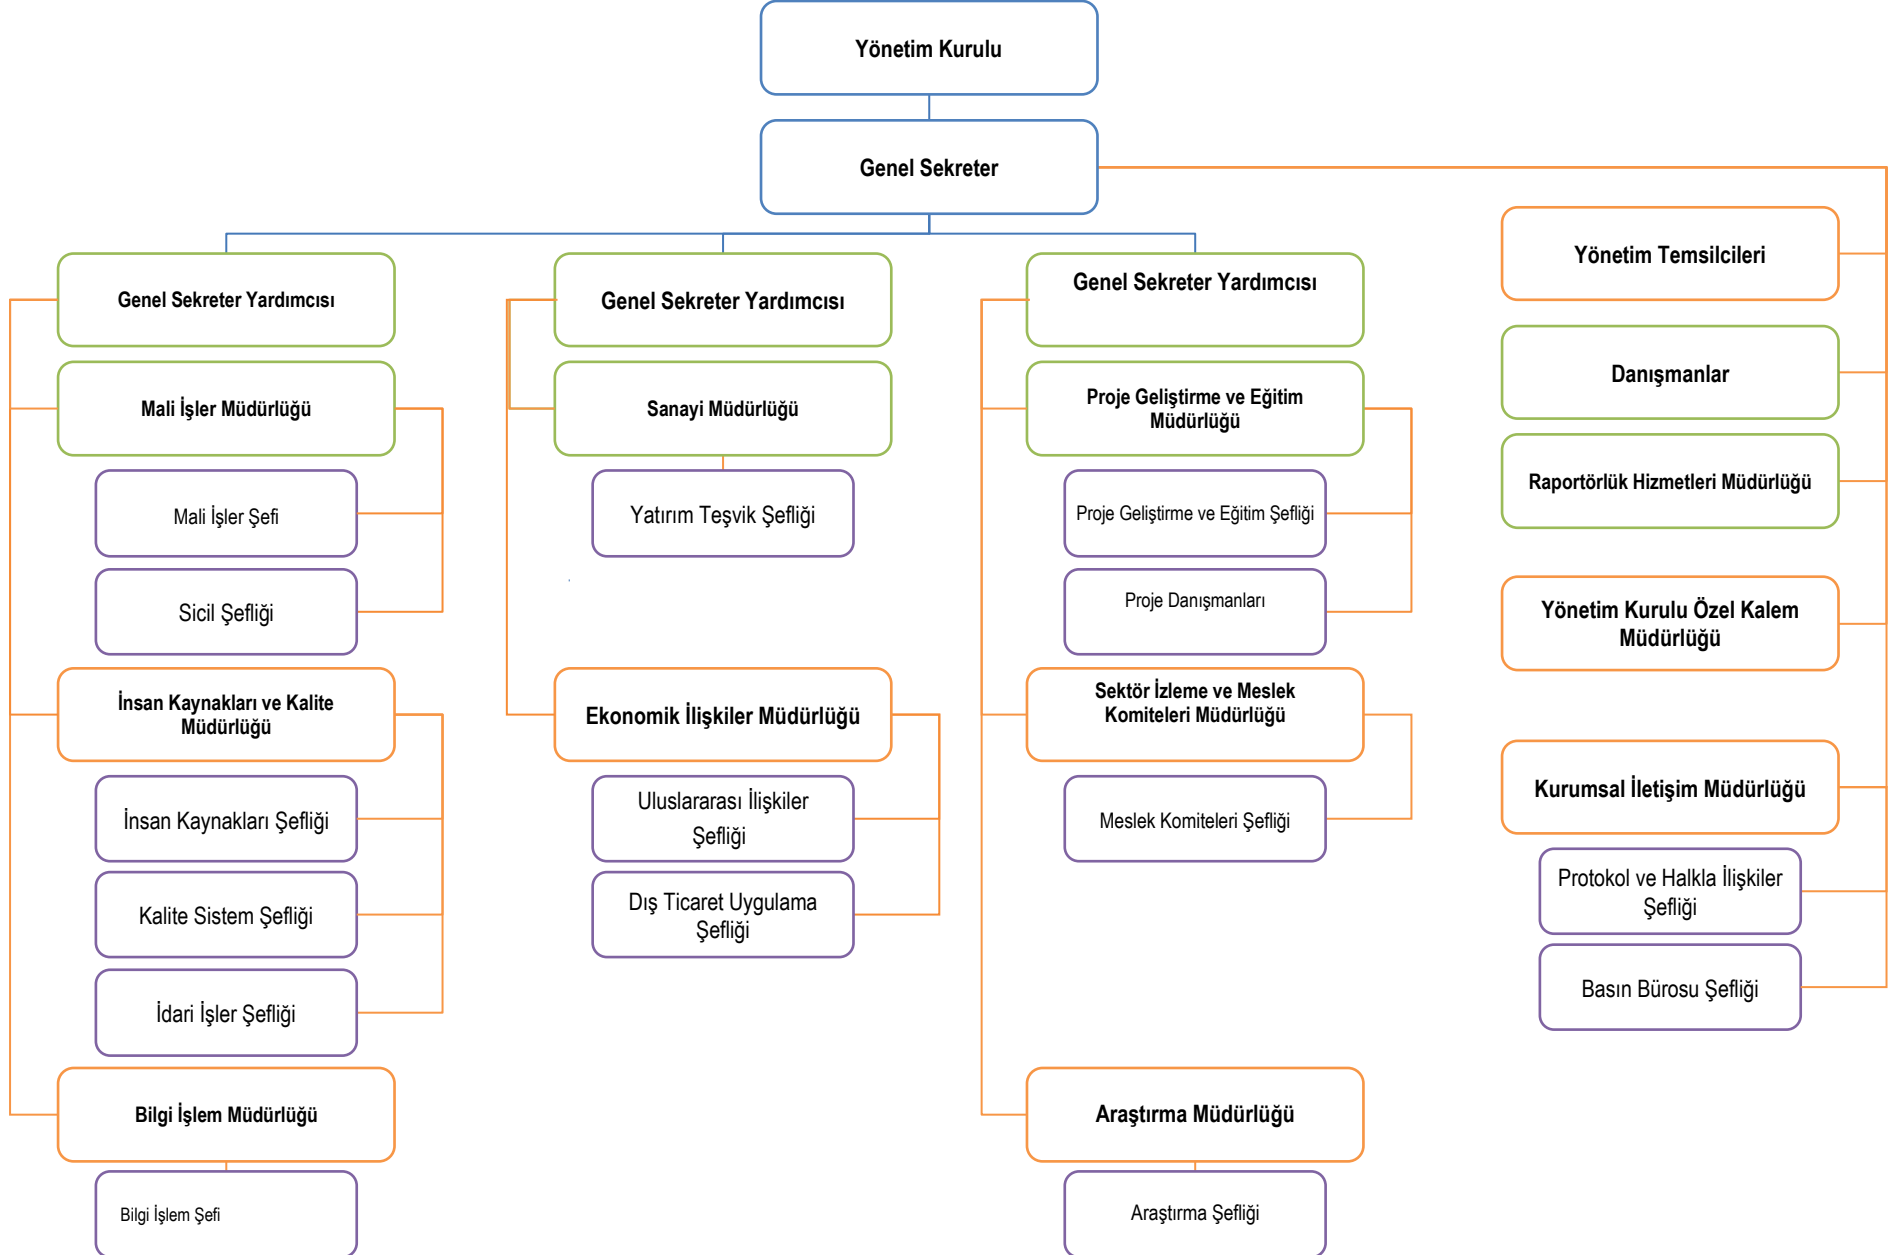 Yönetim Kurulu
Genel Sekreter
Genel Sekreter Yardımcısı
Mali İşler Müdürlüğü
Mali İşler Şefi
Sicil Şefliği
İnsan Kaynakları ve Kalite
Müdürlüğü
İnsan Kaynakları Şefliği
Kalite Sistem Şefliği
İdari İşler Şefliği
Bilgi İşlem Müdürlüğü
Bilgi İşlem Şefi
Genel Sekreter Yardımcısı
Sanayi Müdürlüğü
Yatırım Teşvik Şefliği
Ekonomik İlişkiler Müdürlüğü
Uluslararası İlişkiler
Şefliği
Dış Ticaret Uygulama
Şefliği
Genel Sekreter Yardımcısı
Proje Geliştirme ve Eğitim
Müdürlüğü
Proje Geliştirme ve Eğitim Şefliği
Proje Danışmanları
Sektör İzleme ve Meslek
Komiteleri Müdürlüğü
Meslek Komiteleri Şefliği
Araştırma Müdürlüğü
Araştırma Şefliği
Yönetim Temsilcileri
Danışmanlar
Raportörlük Hizmetleri Müdürlüğü
Yönetim Kurulu Özel Kalem
Müdürlüğü
Kurumsal İletişim Müdürlüğü
Protokol ve Halkla İlişkiler
Şefliği
Basın Bürosu Şefliği